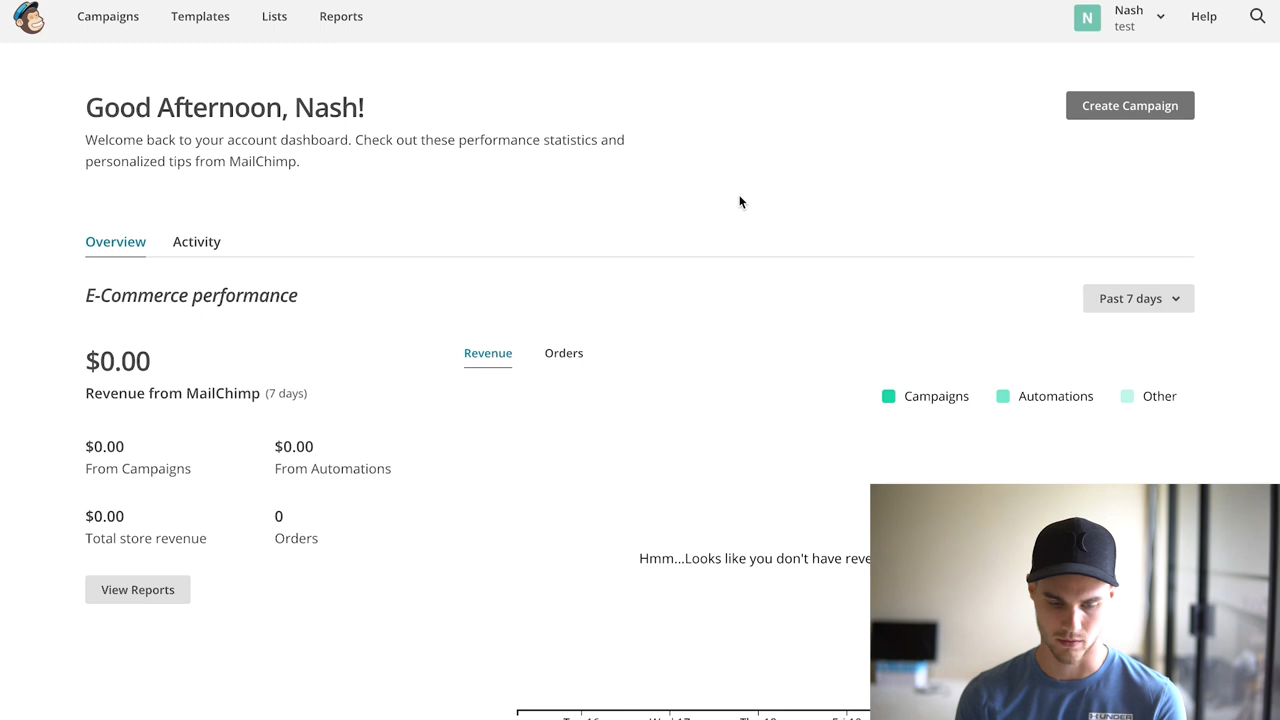 Campaigns Templates Lists Reports
N Nash
test
Help
Good Afternoon, Nash!
Create Campaign
Welcome back to your account dashboard. Check out these performance statistics and
personalized tips from MailChimp.
Overview Activity
E-Commerce performance
Past 7 days
$0.00
Revenue from MailChimp (7 days)
Revenue Orders
Campaigns Automations Other
$0.00 $0.00
From Campaigns From Automations
$0.00 0
Total store revenue Orders
Hmm...Looks like you don't have reve
View Reports